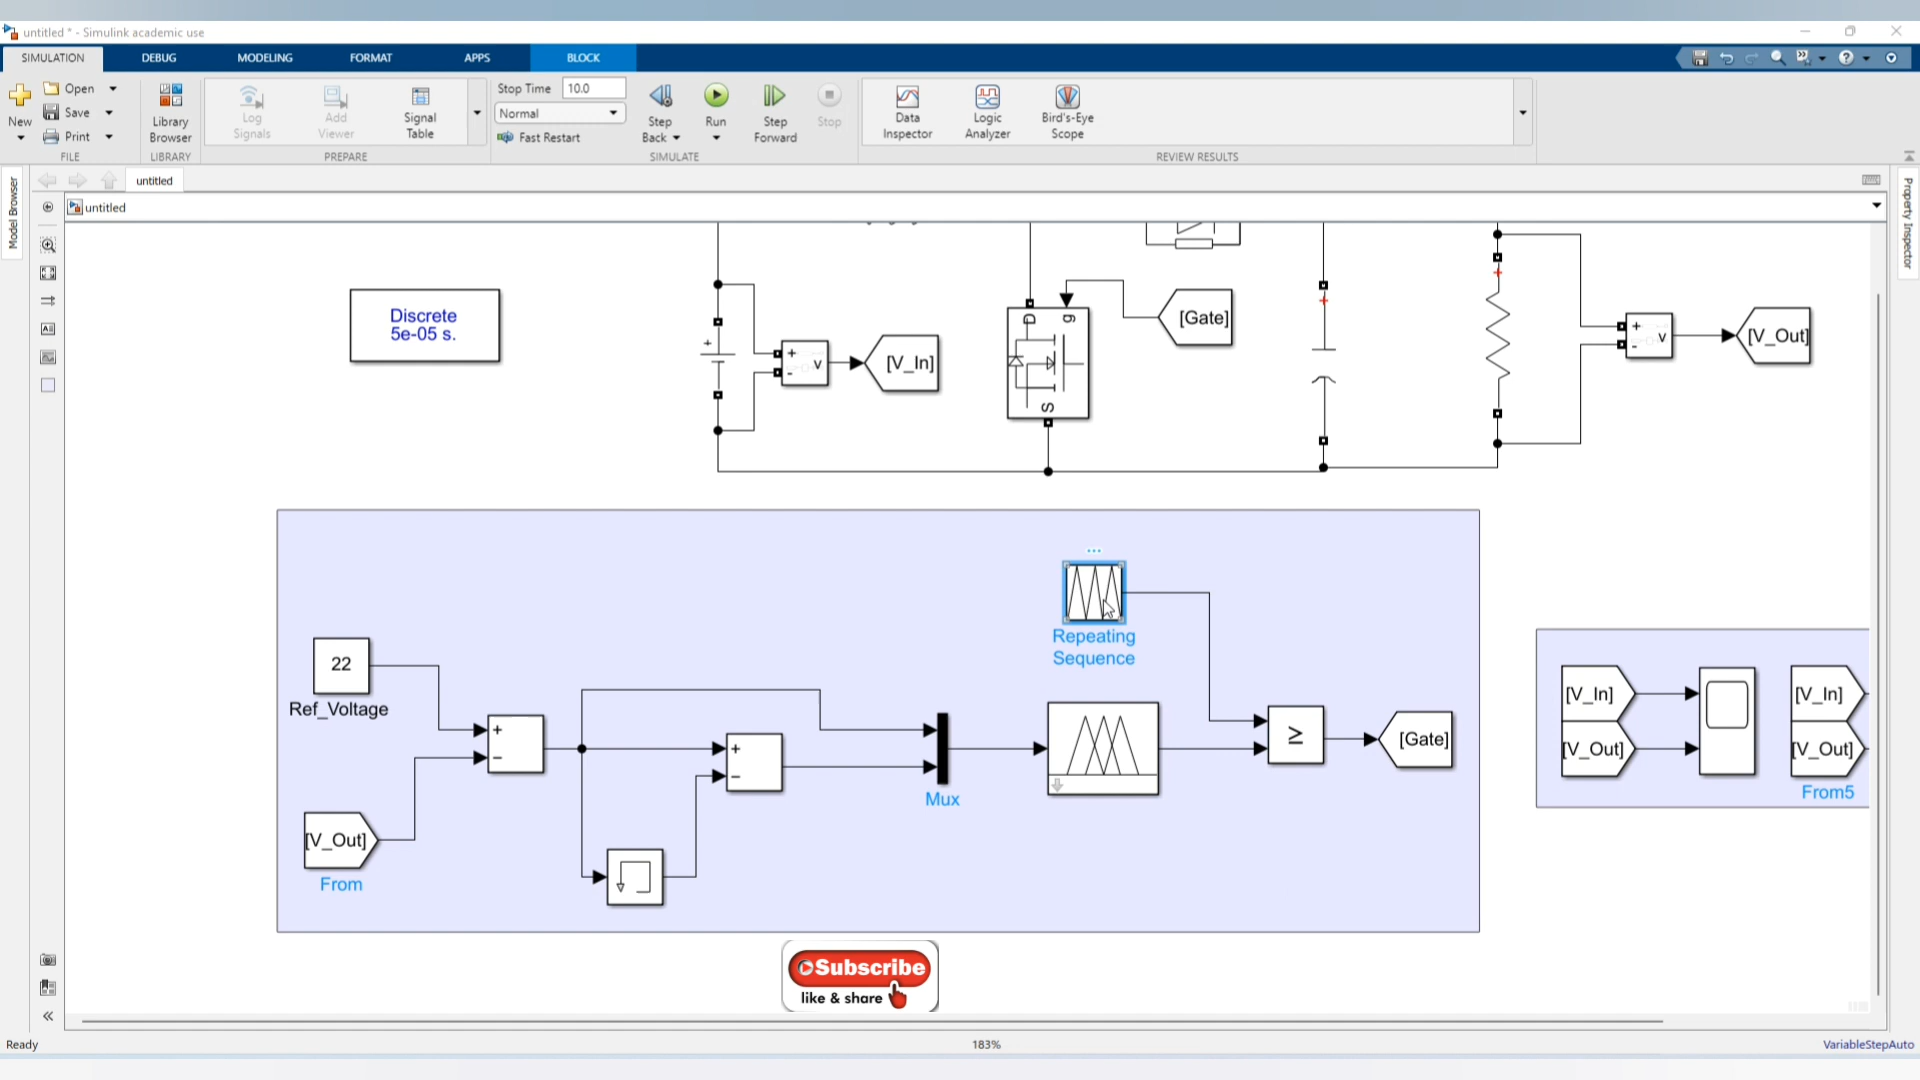 untitled * - Simulink academic use
SIMULATION
DEBUG
MODELING
FORMAT
APPS
BLOCK
New
Open
Save
Print
FILE
Library
Browser
LIBRARY
Log
Signals
Add
Viewer
Signal
Table
PREPARE
Stop Time
10.0
Normal
Fast Restart
Step
Back
Run
Step
Forward
Stop
SIMULATE
Data
Inspector
Logic
Analyzer
Bird's-Eye
Scope
REVIEW RESULTS
Model Browser
untitled
untitled
Property Inspector
Discrete
5e-05 s.
+
+
-
v
[V_In]
D
g
S
[Gate]
+
+
+
-
v
[V_Out]
22
Ref_Voltage
[V_Out]
From
+
−
+
−
Mux
Repeating
Sequence
≥
[Gate]
[V_In]
[V_Out]
[V_In]
[V_Out]
From5
Subscribe
like & share
Ready
183%
VariableStepAuto